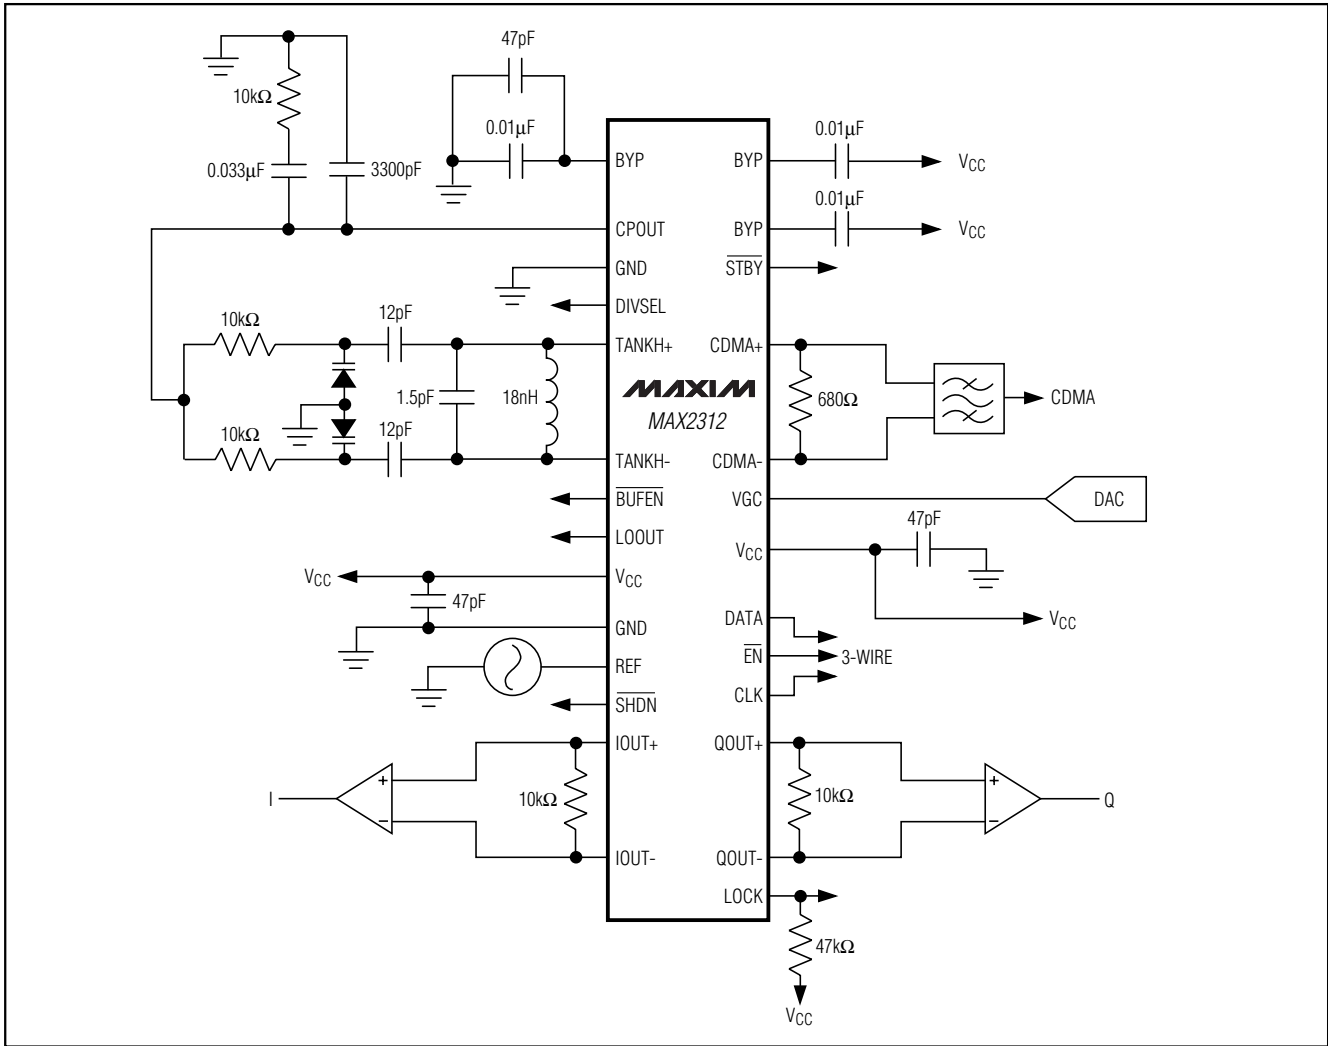 47pF
10kΩ
0.01µF
0.033µF
3300pF
BYP
CPOUT
GND
DIVSEL
10kΩ
12pF
TANKH+
1.5pF
18nH
10kΩ
12pF
TANKH-
BUFEN
LOOUT
VCC
VCC
47pF
GND
REF
SHDN
IOUT+
I
+
−
10kΩ
IOUT-
MAXIM
MAX2312
0.01µF
BYP
VCC
0.01µF
BYP
VCC
STBY
CDMA+
680Ω
CDMA
CDMA-
VGC
DAC
47pF
VCC
VCC
DATA
EN
3-WIRE
CLK
QOUT+
10kΩ
+
−
Q
QOUT-
LOCK
47kΩ
VCC